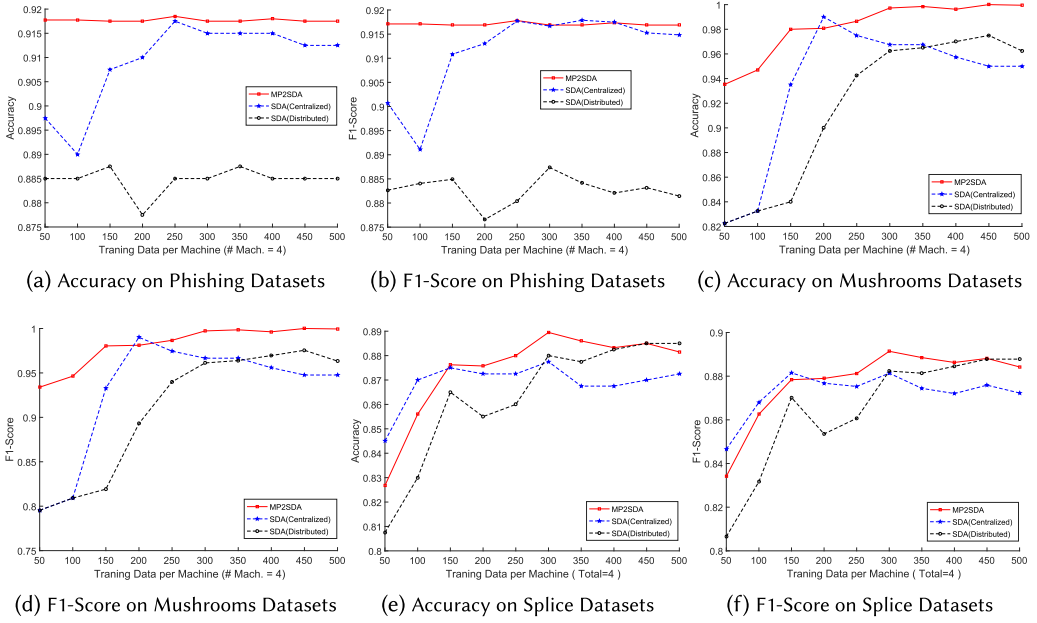 0.92
0.915
0.91
0.905
0.9
0.895
0.89
0.885
0.88
0.875
Accuracy
MP2SDA
SDA(Centralized)
SDA(Distributed)
50 100 150 200 250 300 350 400 450 500
Traning Data per Machine (# Mach. = 4)
(a) Accuracy on Phishing Datasets
0.92
0.915
0.91
0.905
0.9
0.895
0.89
0.885
0.88
0.875
F1-Score
MP2SDA
SDA(Centralized)
SDA(Distributed)
50 100 150 200 250 300 350 400 450 500
Traning Data per Machine (# Mach. = 4)
(b) F1-Score on Phishing Datasets
1
0.98
0.96
0.94
0.92
0.9
0.88
0.86
0.84
0.82
Accuracy
MP2SDA
SDA(Centralized)
SDA(Distributed)
50 100 150 200 250 300 350 400 450 500
Traning Data per Machine (# Mach. = 4)
(c) Accuracy on Mushrooms Datasets
1
0.95
0.9
0.85
0.8
0.75
F1-Score
MP2SDA
SDA(Centralized)
SDA(Distributed)
50 100 150 200 250 300 350 400 450 500
Traning Data per Machine (# Mach. = 4)
(d) F1-Score on Mushrooms Datasets
0.89
0.88
0.87
0.86
0.85
0.84
0.83
0.82
0.81
0.8
Accuracy
MP2SDA
SDA(Centralized)
SDA(Distributed)
50 100 150 200 250 300 350 400 450 500
Traning Data per Machine ( Total=4 )
(e) Accuracy on Splice Datasets
0.9
0.88
0.86
0.84
0.82
0.8
F1-Score
MP2SDA
SDA(Centralized)
SDA(Distributed)
50 100 150 200 250 300 350 400 450 500
Traning Data per Machine ( Total=4 )
(f) F1-Score on Splice Datasets